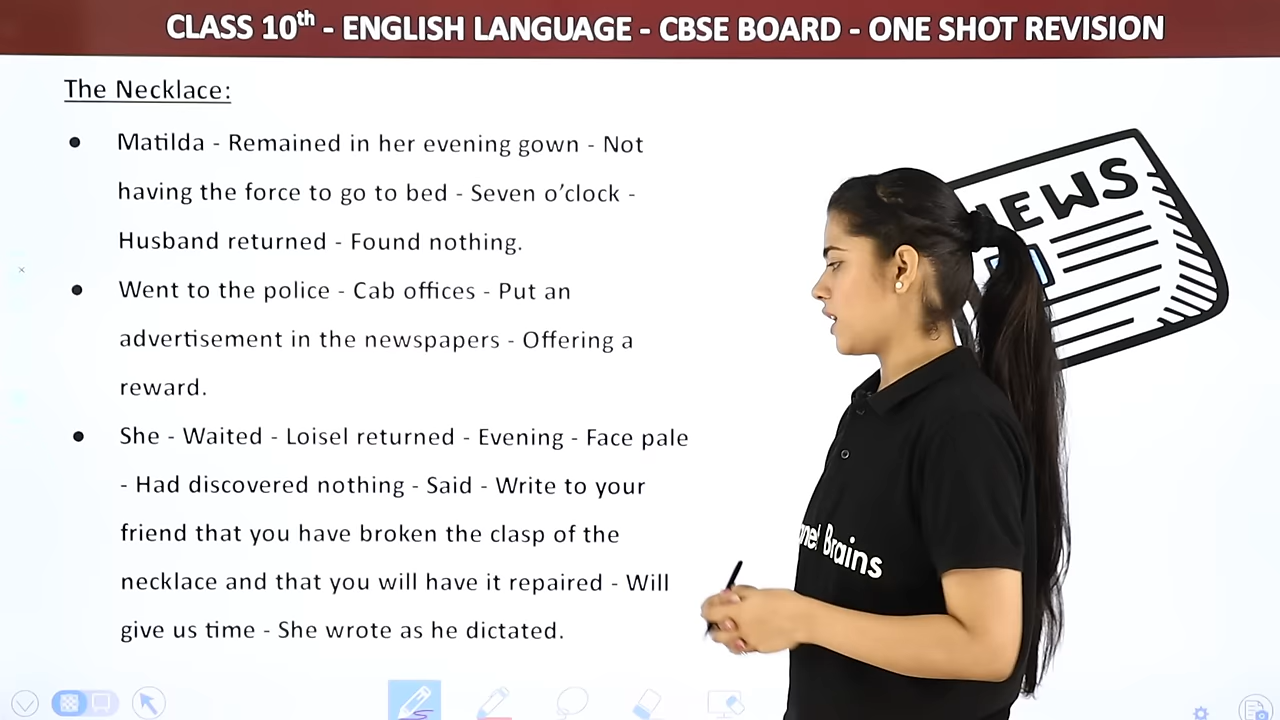 CLASS 10th - ENGLISH LANGUAGE - CBSE BOARD - ONE SHOT REVISION
The Necklace:
● Matilda - Remained in her evening gown - Not
having the force to go to bed - Seven o’clock -
Husband returned - Found nothing.
● Went to the police - Cab offices - Put an
advertisement in the newspapers - Offering a
reward.
● She - Waited - Loisel returned - Evening - Face pale
- Had discovered nothing - Said - Write to your
friend that you have broken the clasp of the
necklace and that you will have it repaired - Will
give us time - She wrote as he dictated.
NEWS
Brains